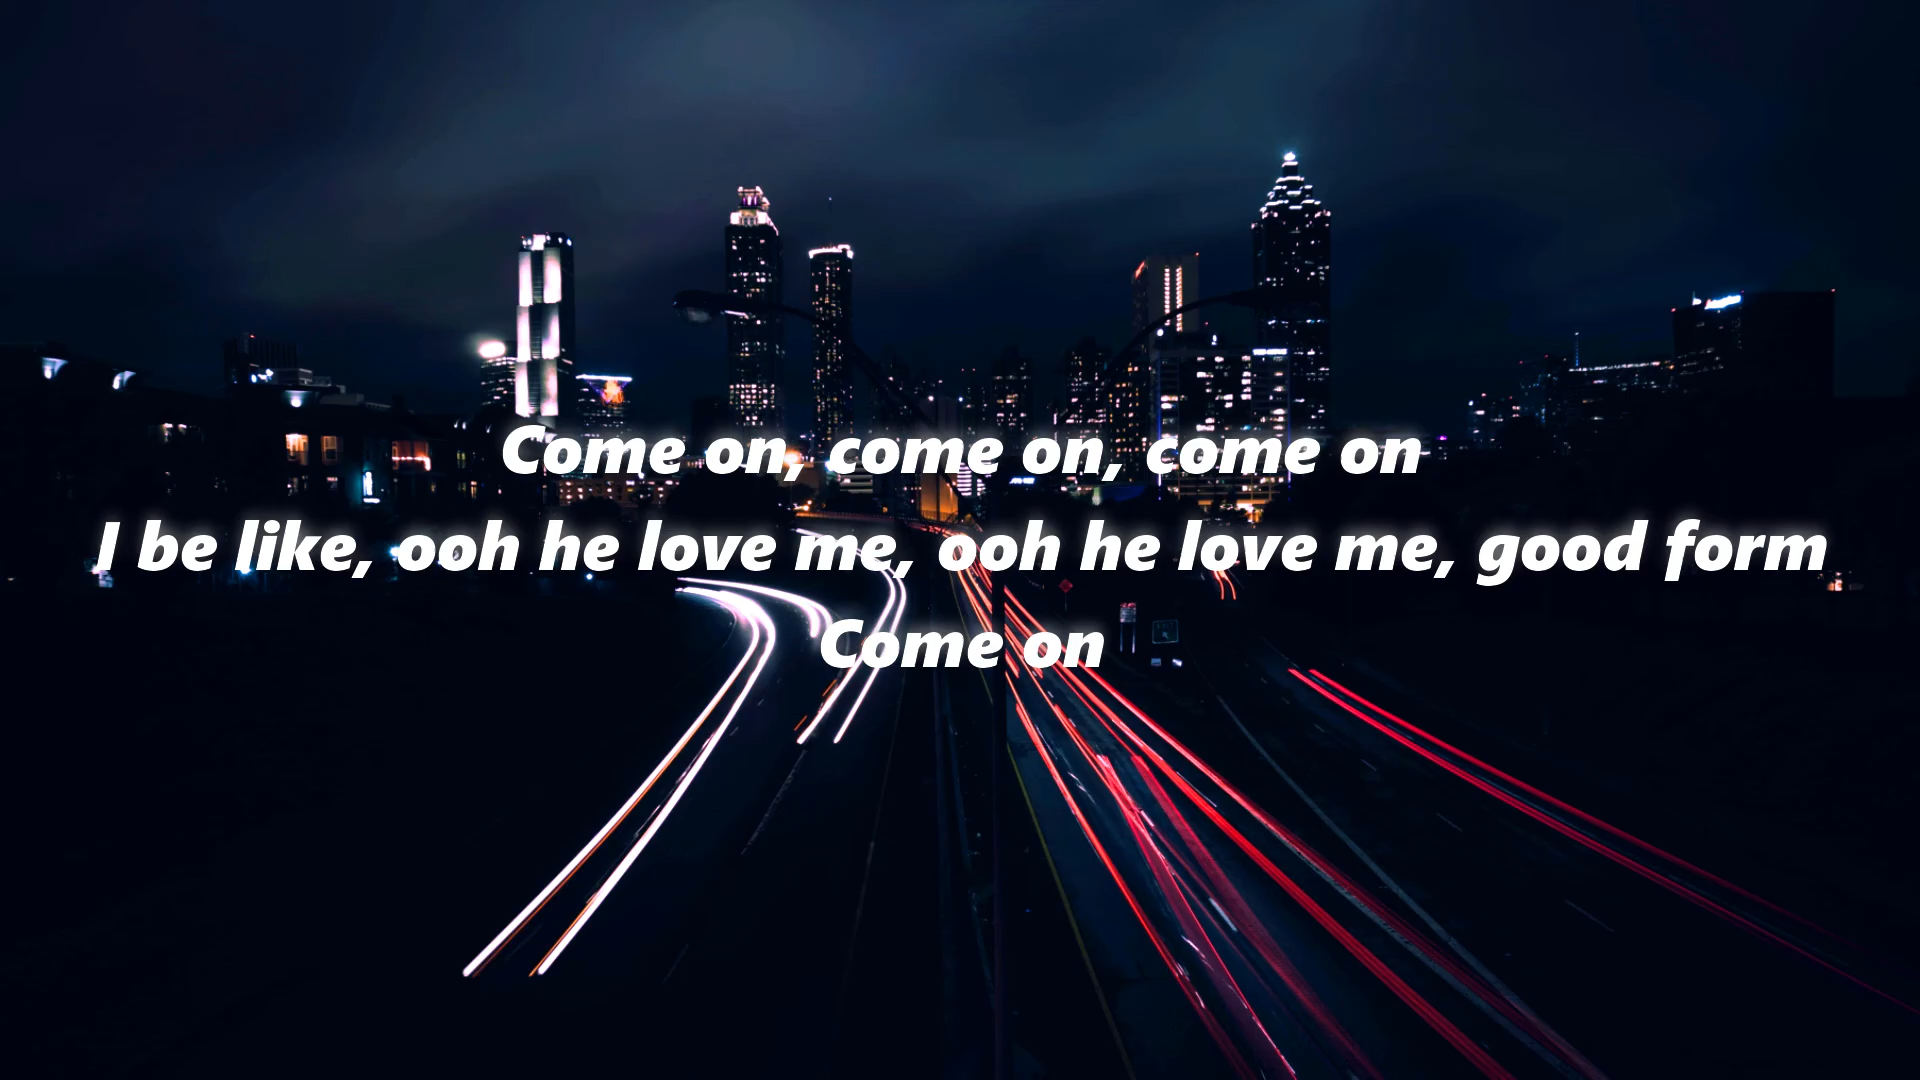 Come on, come on, come on
I be like, ooh he love me, ooh he love me, good form
Come on
EXIT